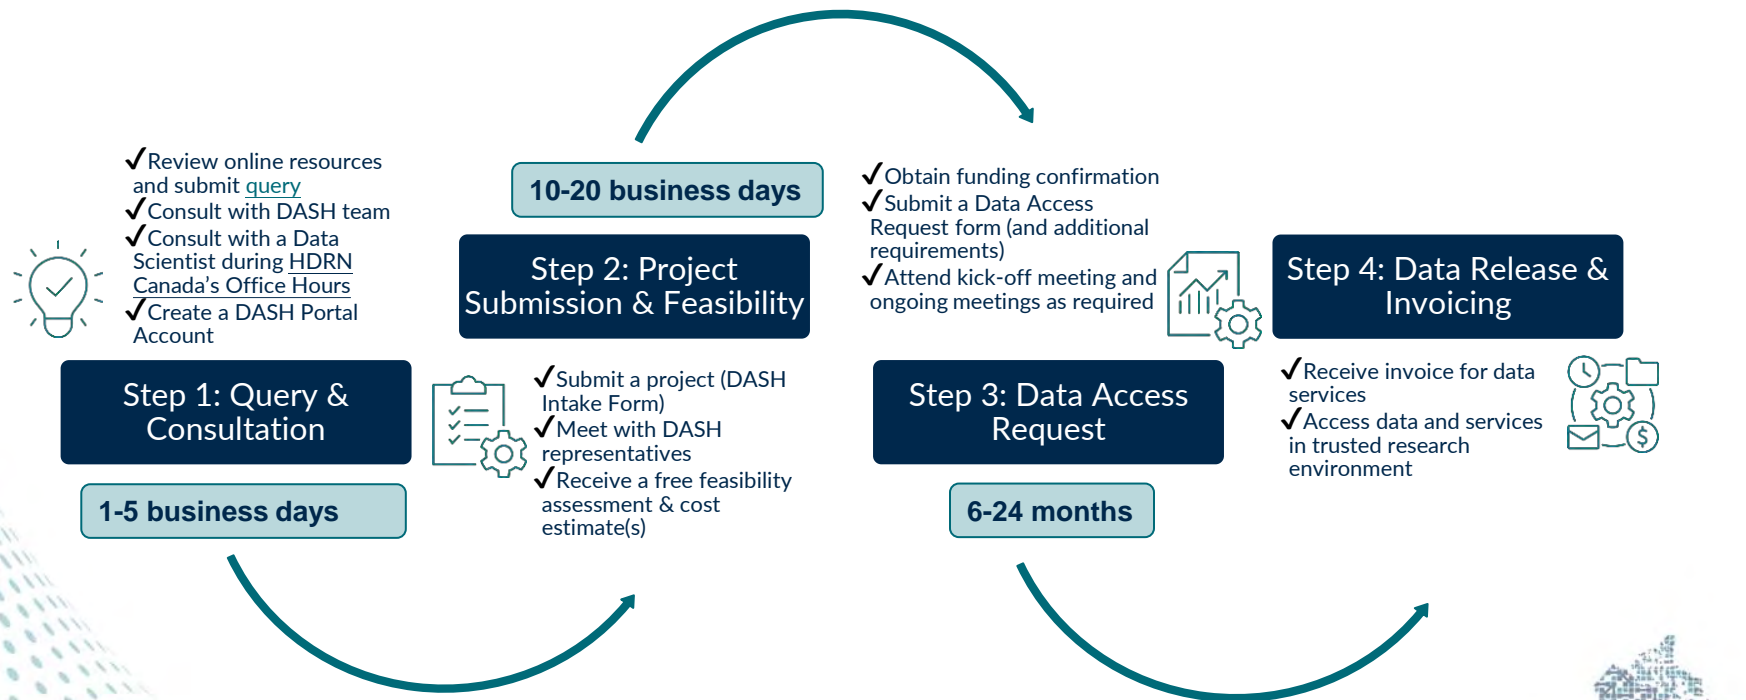 ✓Review online resources
and submit query
✓Consult with DASH team
✓Consult with a Data
Scientist during HDRN
Canada's Office Hours
✓Create a DASH Portal
Account
Step 1: Query &
Consultation
1-5 business days
10-20 business days
Step 2: Project
Submission & Feasibility
✓Submit a project (DASH
Intake Form)
✓Meet with DASH
representatives
✓Receive a free feasibility
assessment & cost
estimate(s)
✓Obtain funding confirmation
✓Submit a Data Access
Request form (and additional
requirements)
✓Attend kick-off meeting and
ongoing meetings as required
Step 3: Data Access
Request
6-24 months
Step 4: Data Release &
Invoicing
✓Receive invoice for data
services
✓Access data and services
in trusted research
environment
$